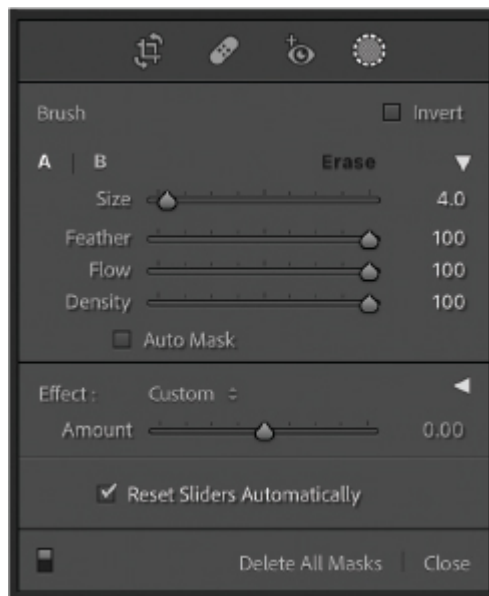 Brush Invert
A | B Erase
Size 4.0
Feather 100
Flow 100
Density 100
Auto Mask
Effect : Custom
Amount 0.00
Reset Sliders Automatically
Delete All Masks | Close